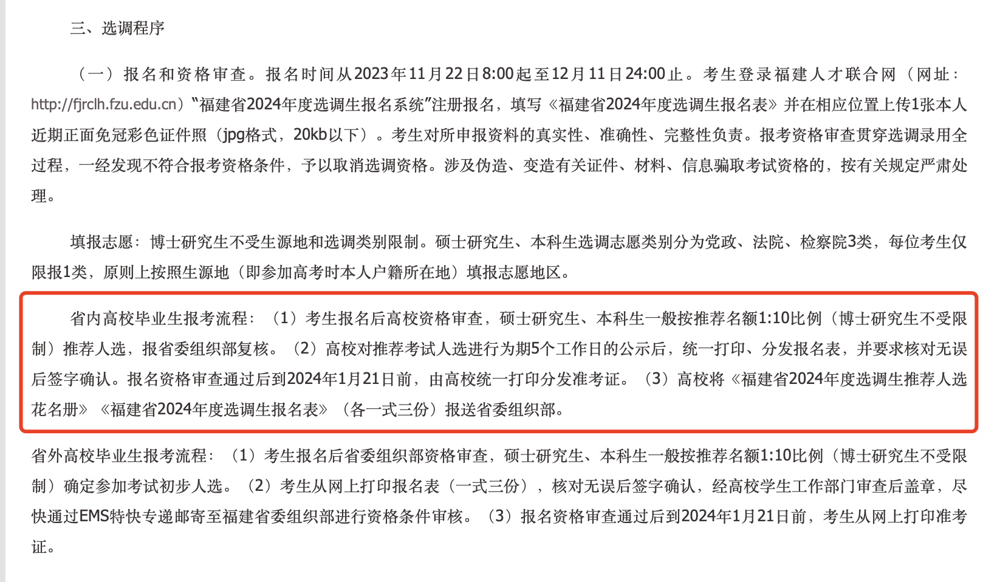 三、选调程序
（一）报名和资格审查。报名时间从2023年11月22日8:00起至12月11日24:00止。考生登录福建人才联合网（网址：
http://fjrclh.fzu.edu.cn）“福建省2024年度选调生报名系统”注册报名，填写《福建省2024年度选调生报名表》并在相应位置上传1张本人
近期正面免冠彩色证件照（jpg格式，20kb以下）。考生对所申报资料的真实性、准确性、完整性负责。报考资格审查贯穿选调录用全
过程，一经发现不符合报考资格条件，予以取消选调资格。涉及伪造、变造有关证件、材料、信息骗取考试资格的，按有关规定严肃处
理。
填报志愿：博士研究生不受生源地和选调类别限制。硕士研究生、本科生选调志愿类别分为党政、法院、检察院3类，每位考生仅
限报1类，原则上按照生源地（即参加高考时本人户籍所在地）填报志愿地区。
省内高校毕业生报考流程：（1）考生报名后高校资格审查，硕士研究生、本科生一般按推荐名额1:10比例（博士研究生不受限
制）推荐人选，报省委组织部复核。（2）高校对推荐考试人选进行为期5个工作日的公示后，统一打印、分发报名表，并要求核对无误
后签字确认。报名资格审查通过后到2024年1月21日前，由高校统一打印分发准考证。（3）高校将《福建省2024年度选调生推荐人选
花名册》《福建省2024年度选调生报名表》（各一式三份）报送省委组织部。
省外高校毕业生报考流程：（1）考生报名后省委组织部资格审查，硕士研究生、本科生一般按推荐名额1:10比例（博士研究生不受限
制）确定参加考试初步人选。（2）考生从网上打印报名表（一式三份），核对无误后签字确认，经高校学生工作部门审查后盖章，尽
快通过EMS特快专递邮寄至福建省委组织部进行资格条件审核。（3）报名资格审查通过后到2024年1月21日前，考生从网上打印准考
证。